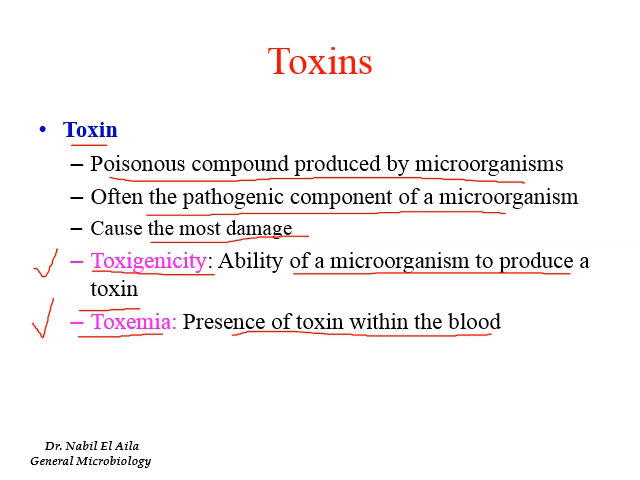 Toxins
• Toxin
– Poisonous compound produced by microorganisms
– Often the pathogenic component of a microorganism
– Cause the most damage
– Toxigenicity: Ability of a microorganism to produce a
toxin
– Toxemia: Presence of toxin within the blood
Dr. Nabil El Aila
General Microbiology